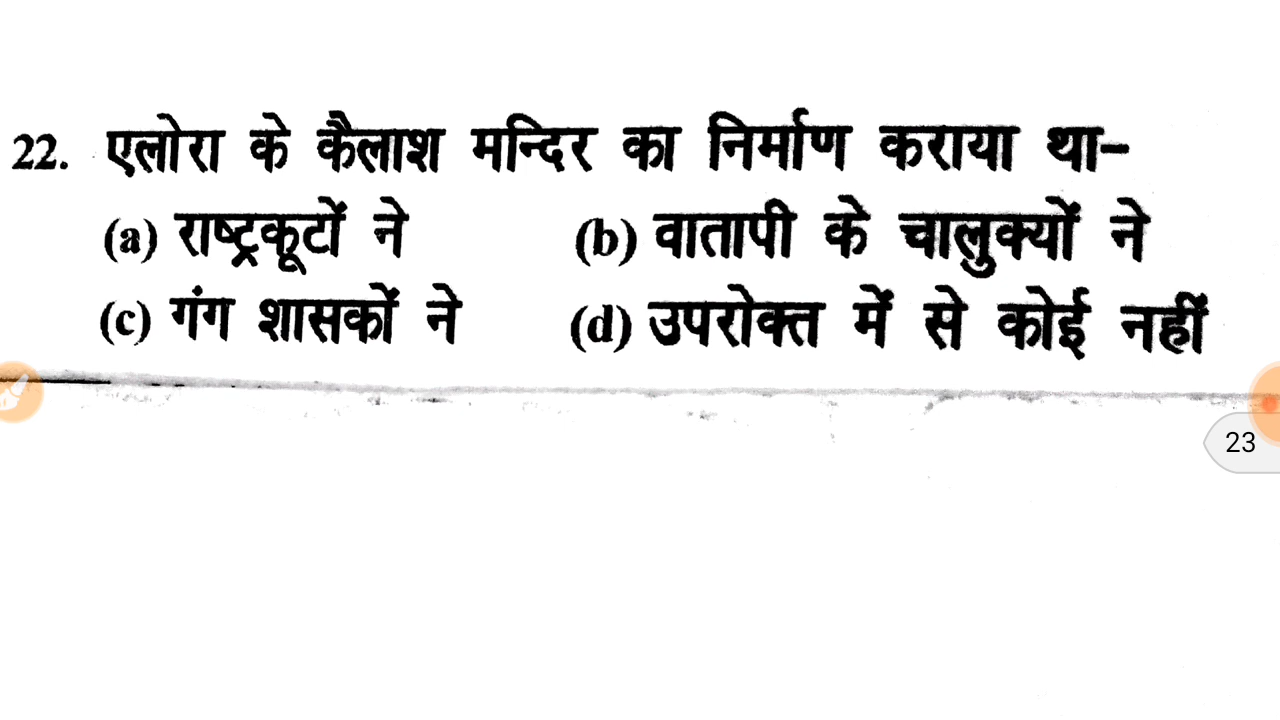 22. एलोरा के कैलाश मन्दिर का निर्माण कराया था–
(a) राष्ट्रकूटों ने (b) वातापी के चालुक्यों ने
(c) गंग शासकों ने (d) उपरोक्त में से कोई नहीं
23